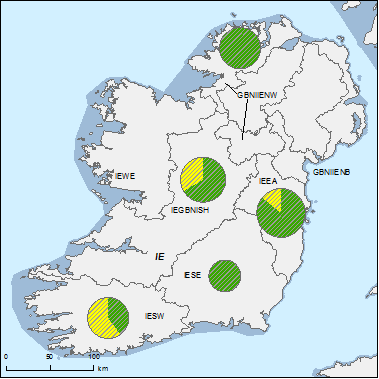 GBNIIENW
GBNIIENB
IEWE
IEEA
IEGBNISH
IE
IESE
IESW
0 50 100
km